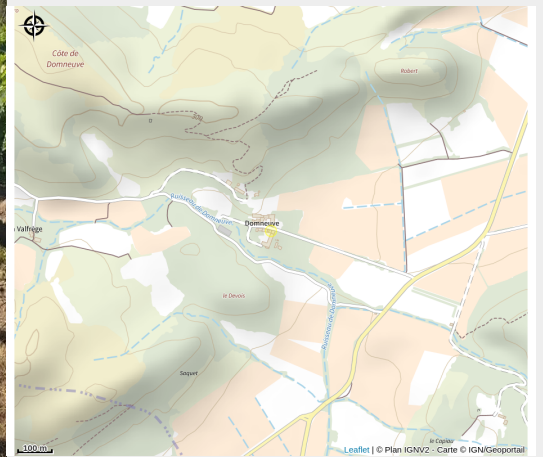 Côte de
Domneuve
Robert
Ruisseau de Domneuve
Domneuve
Valfrège
le Devois
Saquet
le Capiau
100 m
Leaflet | © Plan IGNV2 - Carte © IGN/Geoportail